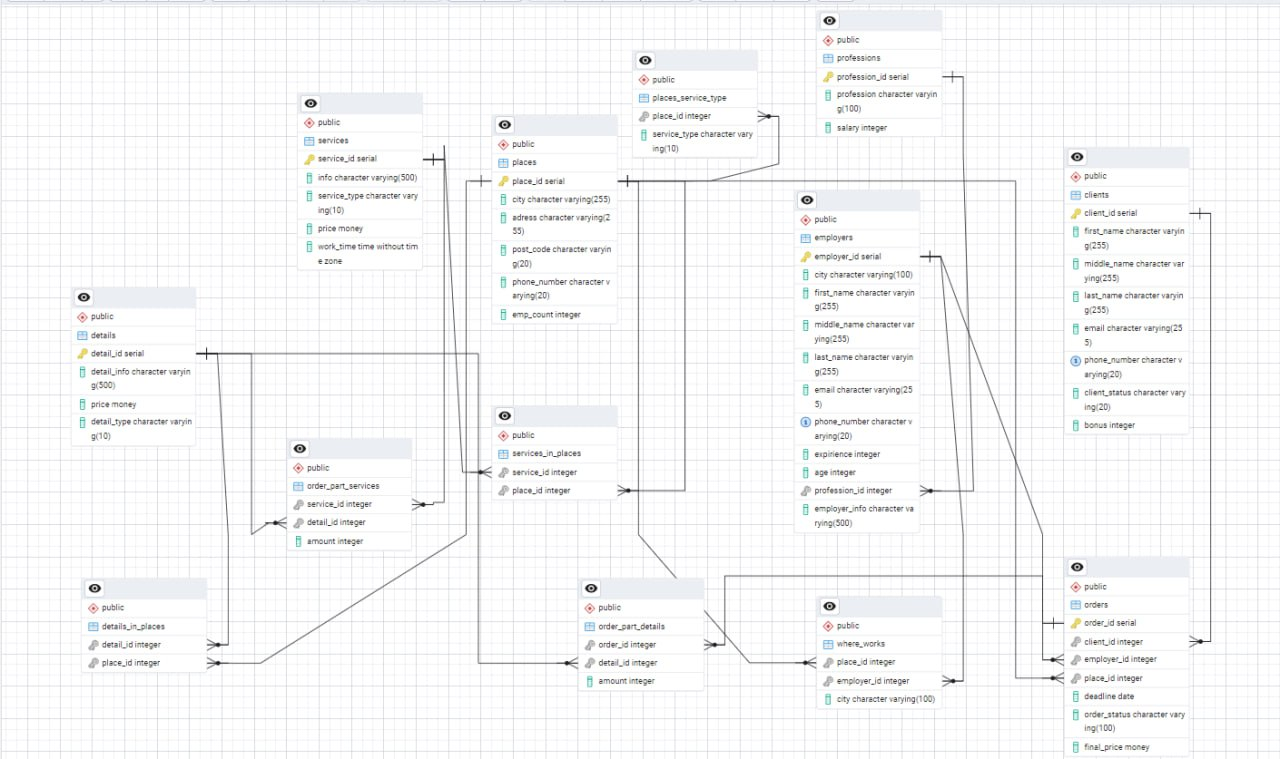 public
professions
profession_id serial
profession character varyin
g(100)
salary integer
public
places_service_type
place_id integer
service_type character vary
ing(10)
public
services
service_id serial
info character varying(500)
service_type character vary
ing(10)
price money
work_time time without tim
e zone
public
places
place_id serial
city character varying(255)
adress character varying(2
55)
post_code character varyin
g(20)
phone_number character v
arying(20)
emp_count integer
public
employers
employer_id serial
city character varying(100)
first_name character varyin
g(255)
middle_name character var
ying(255)
last_name character varyin
g(255)
email character varying(25
5)
phone_number character v
arying(20)
expirience integer
age integer
profession_id integer
employer_info character va
rying(500)
public
clients
client_id serial
first_name character varyin
g(255)
middle_name character var
ying(255)
last_name character varyin
g(255)
email character varying(25
5)
phone_number character v
arying(20)
client_status character vary
ing(20)
bonus integer
public
details
detail_id serial
detail_info character varyin
g(500)
price money
detail_type character varyin
g(10)
public
order_part_services
service_id integer
detail_id integer
amount integer
public
services_in_places
service_id integer
place_id integer
public
details_in_places
detail_id integer
place_id integer
public
order_part_details
order_id integer
detail_id integer
amount integer
public
where_works
place_id integer
employer_id integer
city character varying(100)
public
orders
order_id serial
client_id integer
employer_id integer
place_id integer
deadline date
order_status character vary
ing(100)
final_price money